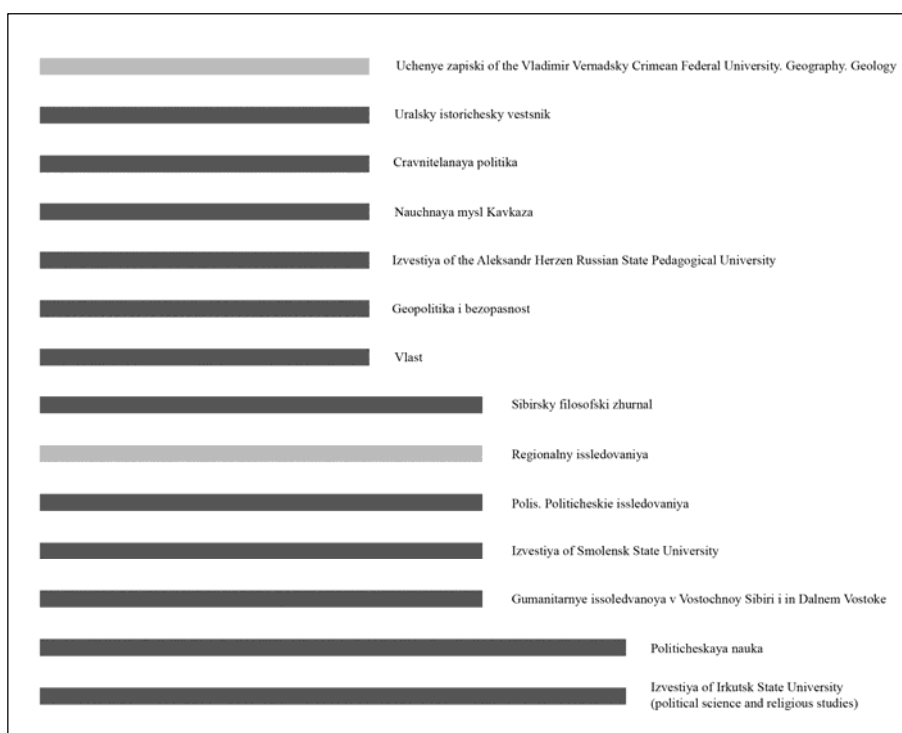 Uchenye zapiski of the Vladimir Vernadsky Crimean Federal University. Geography. Geology
Uralsky istorichesky vestsnik
Cravnitelanaya politika
Nauchnaya mysl Kavkaza
Izvestiya of the Aleksandr Herzen Russian State Pedagogical University
Geopolitika i bezopasnost
Vlast
Sibirsky filosofski zhurnal
Regionalny issledovaniya
Polis. Politicheskie issledovaniya
Izvestiya of Smolensk State University
Gumanitarnye issoledvanoya v Vostochnoy Sibiri i in Dalnem Vostoke
Politicheskaya nauka
Izvestiya of Irkutsk State University
(political science and religious studies)